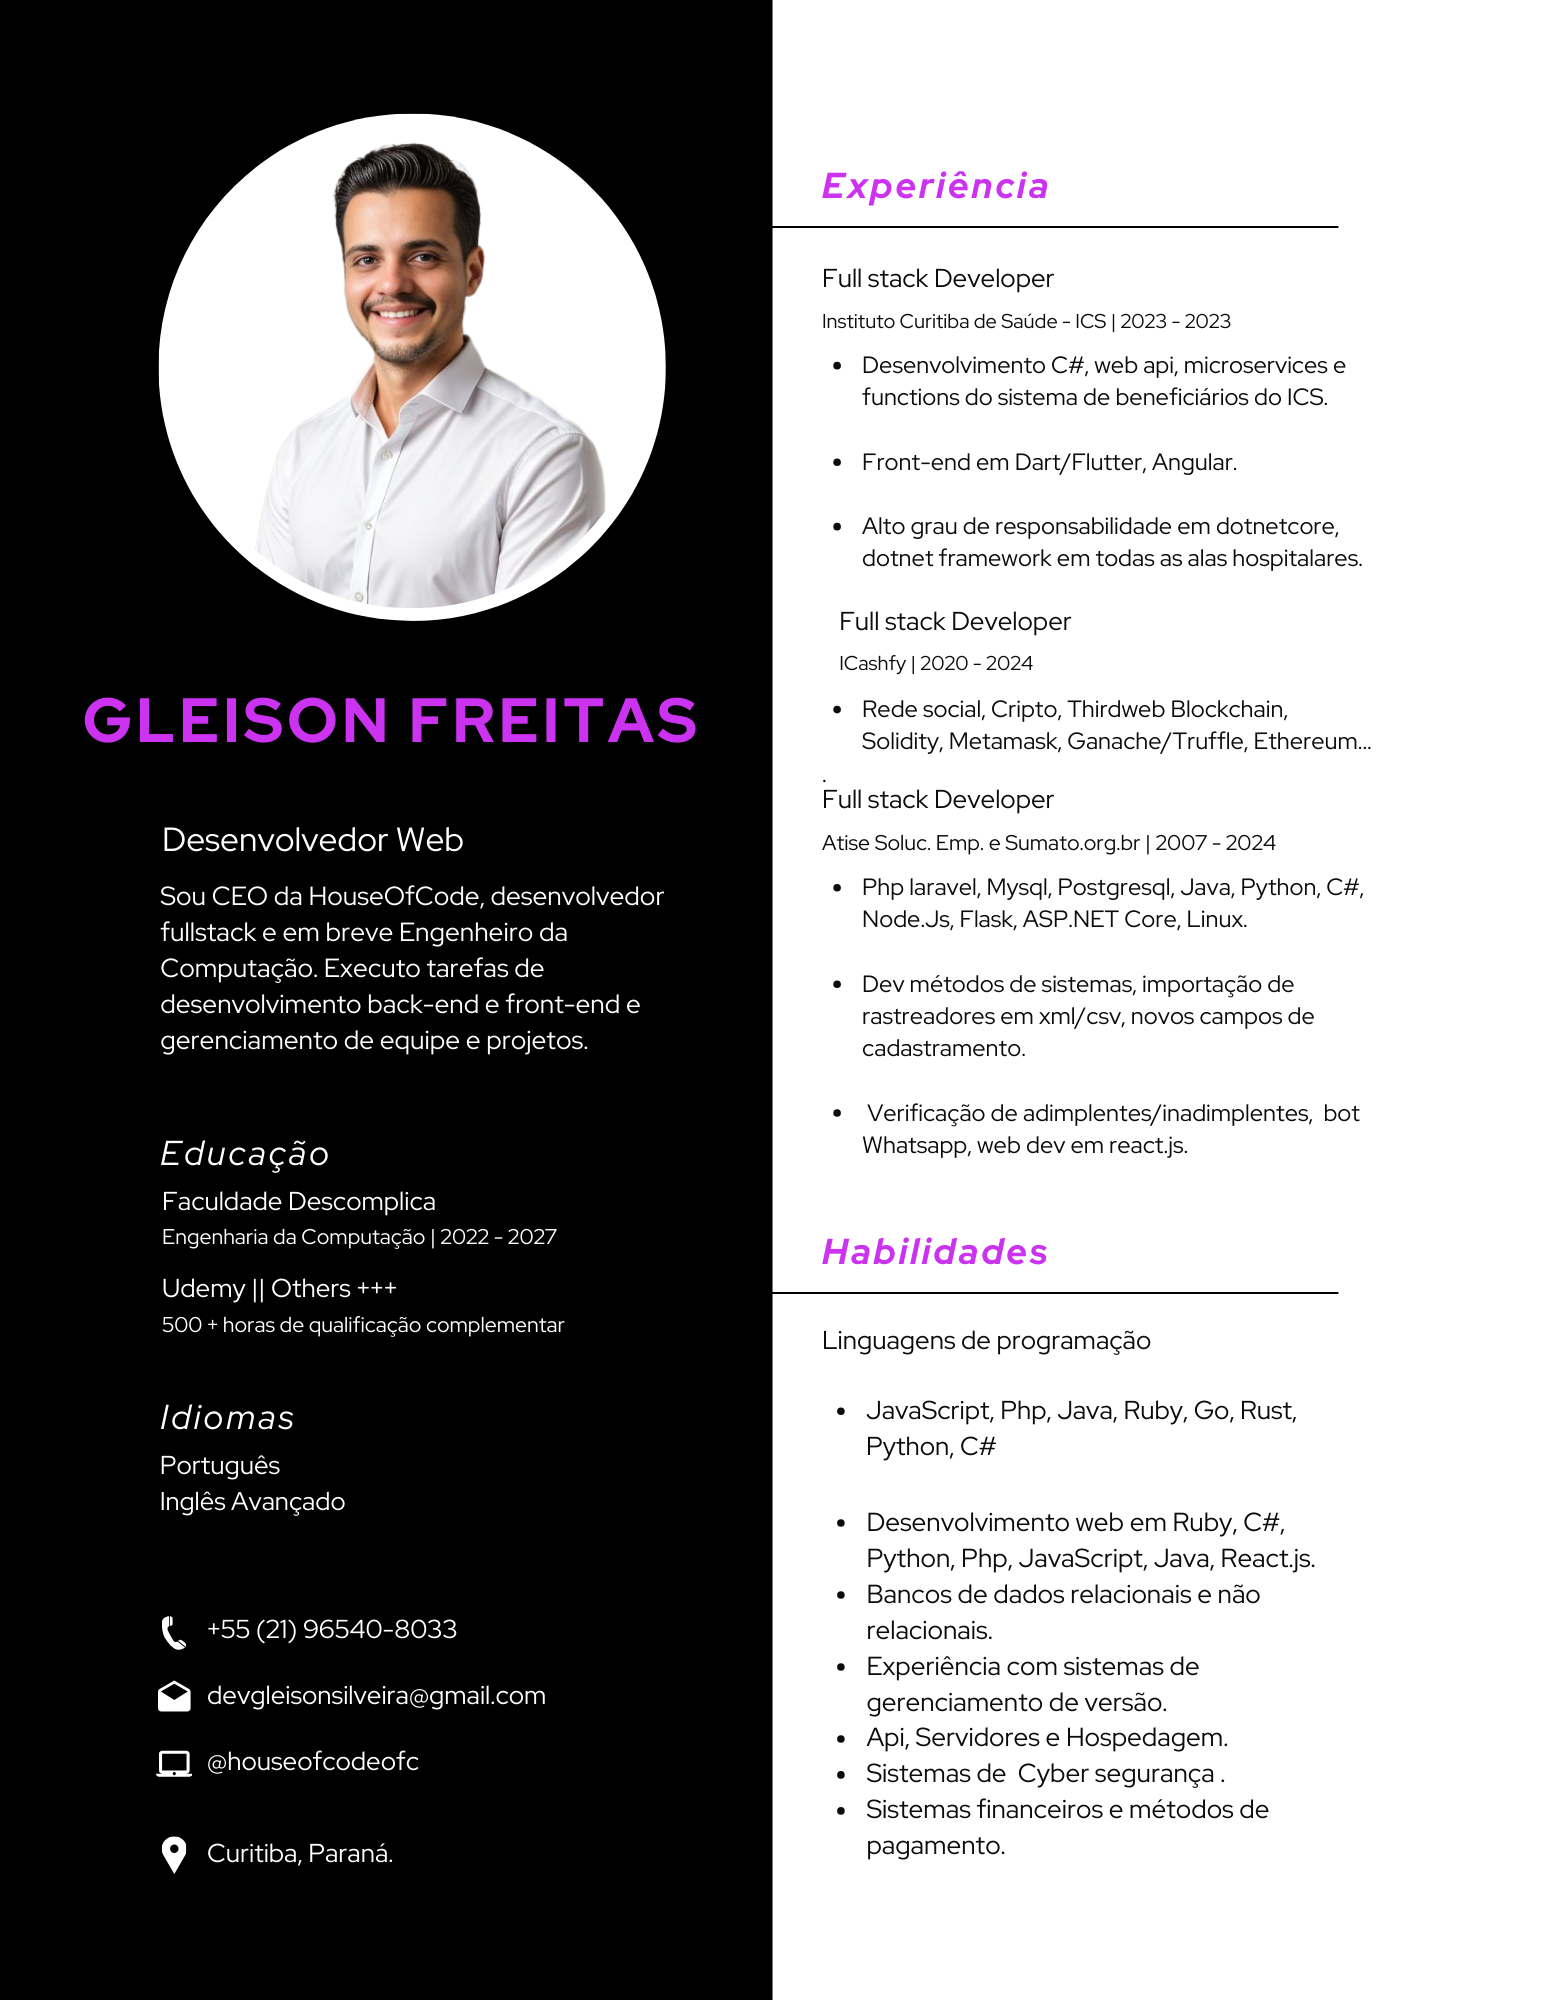 GLEISON FREITAS
Desenvolvedor Web
Sou CEO da HouseOfCode, desenvolvedor
fullstack e em breve Engenheiro da
Computação. Executo tarefas de
desenvolvimento back-end e front-end e
gerenciamento de equipe e projetos.
Educação
Faculdade Descomplica
Engenharia da Computação | 2022 - 2027
Udemy || Others +++
500 + horas de qualificação complementar
Idiomas
Português
Inglês Avançado
+55 (21) 96540-8033
devgleisonsilveira@gmail.com
@houseofcodeofc
Curitiba, Paraná.
Experiência
Full stack Developer
Instituto Curitiba de Saúde - ICS | 2023 - 2023
• Desenvolvimento C#, web api, microservices e
functions do sistema de beneficiários do ICS.
• Front-end em Dart/Flutter, Angular.
• Alto grau de responsabilidade em dotnetcore,
dotnet framework em todas as alas hospitalares.
Full stack Developer
ICashfy | 2020 - 2024
• Rede social, Cripto, Thirdweb Blockchain,
Solidity, Metamask, Ganache/Truffle, Ethereum...
.
Full stack Developer
Atise Soluc. Emp. e Sumato.org.br | 2007 - 2024
• Php laravel, Mysql, Postgresql, Java, Python, C#,
Node.Js, Flask, ASP.NET Core, Linux.
• Dev métodos de sistemas, importação de
rastreadores em xml/csv, novos campos de
cadastramento.
• Verificação de adimplentes/inadimplentes, bot
Whatsapp, web dev em react.js.
Habilidades
Linguagens de programação
• JavaScript, Php, Java, Ruby, Go, Rust,
Python, C#
• Desenvolvimento web em Ruby, C#,
Python, Php, JavaScript, Java, React.js.
• Bancos de dados relacionais e não
relacionais.
• Experiência com sistemas de
gerenciamento de versão.
• Api, Servidores e Hospedagem.
• Sistemas de Cyber segurança .
• Sistemas financeiros e métodos de
pagamento.